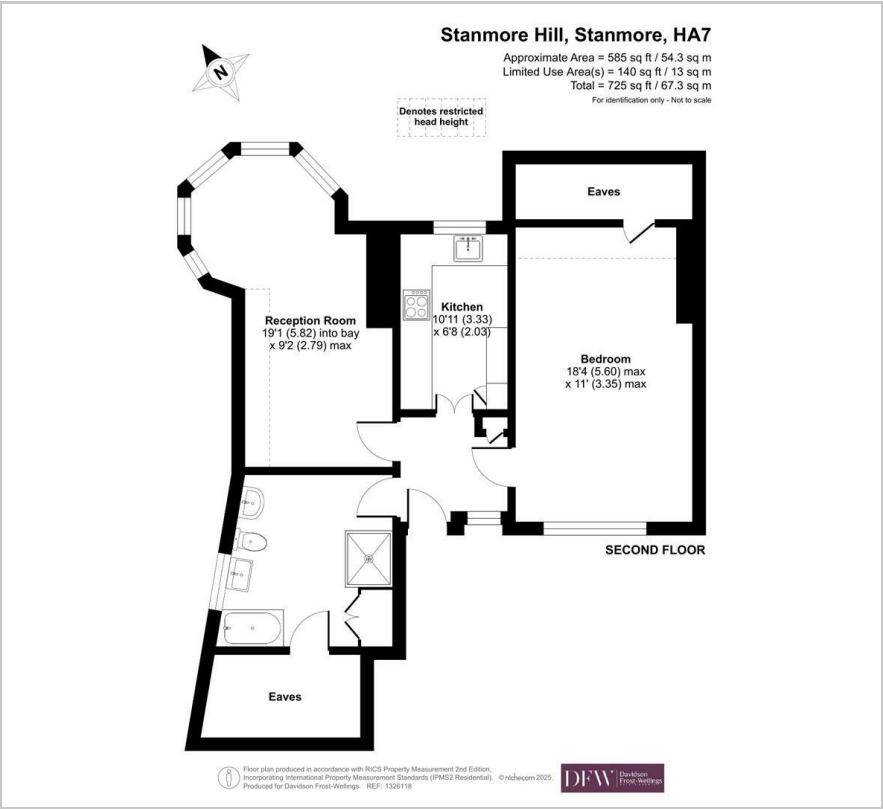 Stanmore Hill, Stanmore, HA7
Approximate Area = 585 sq ft / 54.3 sq m
Limited Use Area(s) = 140 sq ft / 13 sq m
Total = 725 sq ft / 67.3 sq m
For identification only - Not to scale
N
Denotes restricted
head height
Eaves
Kitchen
10'11 (3.33)
x 6'8 (2.03)
Reception Room
19'1 (5.82) into bay
x 9'2 (2.79) max
Bedroom
18'4 (5.60) max
x 11' (3.35) max
SECOND FLOOR
Eaves
Floor plan produced in accordance with RICS Property Measurement 2nd Edition,
Incorporating International Property Measurement Standards (IPMS2 Residential). © nichecom 2025.
Produced for Davidson Frost-Wellings. REF: 1326118
DFW
Davidson
Frost-Wellings